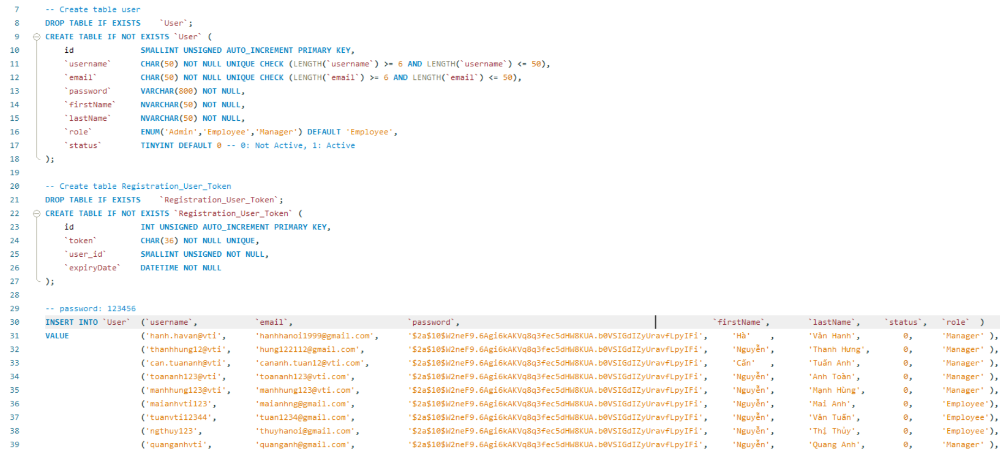 7 -- Create table user
8 DROP TABLE IF EXISTS `User`;
9 CREATE TABLE IF NOT EXISTS `User` (
10 id SMALLINT UNSIGNED AUTO_INCREMENT PRIMARY KEY,
11 `username` CHAR(50) NOT NULL UNIQUE CHECK (LENGTH(`username`) >= 6 AND LENGTH(`username`) <= 50),
12 `email` CHAR(50) NOT NULL UNIQUE CHECK (LENGTH(`email`) >= 6 AND LENGTH(`email`) <= 50),
13 `password` VARCHAR(800) NOT NULL,
14 `firstName` NVARCHAR(50) NOT NULL,
15 `lastName` NVARCHAR(50) NOT NULL,
16 `role` ENUM('Admin','Employee','Manager') DEFAULT 'Employee',
17 `status` TINYINT DEFAULT 0 -- 0: Not Active, 1: Active
18 );
19
20 -- Create table Registration_User_Token
21 DROP TABLE IF EXISTS `Registration_User_Token`;
22 CREATE TABLE IF NOT EXISTS `Registration_User_Token` (
23 id INT UNSIGNED AUTO_INCREMENT PRIMARY KEY,
24 `token` CHAR(36) NOT NULL UNIQUE,
25 `user_id` SMALLINT UNSIGNED NOT NULL,
26 `expiryDate` DATETIME NOT NULL
27 );
28
29 -- password: 123456
30 INSERT INTO `User` (`username`, `email`, `password`, `firstName`, `lastName`, `status`, `role` )
31 VALUE ('hanh.havan@vti', 'hanhhanoi1999@gmail.com', '$2a$10$W2neF9.6Agi6kAKVq8q3fec5dHW8KUA.b0VSIGdIZyUravfLpyIFi', 'Hà' , 'Văn Hanh', 0, 'Manager' ),
32 ('thanhhung12@vti', 'hung122112@gmail.com', '$2a$10$W2neF9.6Agi6kAKVq8q3fec5dHW8KUA.b0VSIGdIZyUravfLpyIFi', 'Nguyễn', 'Thanh Hưng', 0, 'Manager' ),
33 ('can.tuananh@vti', 'cananh.tuan12@vti.com', '$2a$10$W2neF9.6Agi6kAKVq8q3fec5dHW8KUA.b0VSIGdIZyUravfLpyIFi', 'Cấn' , 'Tuấn Anh', 0, 'Manager' ),
34 ('toananh123@vti', 'toananh123@vti.com', '$2a$10$W2neF9.6Agi6kAKVq8q3fec5dHW8KUA.b0VSIGdIZyUravfLpyIFi', 'Nguyễn', 'Anh Toàn', 0, 'Manager' ),
35 ('manhhung123@vti', 'manhhung123@vti.com', '$2a$10$W2neF9.6Agi6kAKVq8q3fec5dHW8KUA.b0VSIGdIZyUravfLpyIFi', 'Nguyễn', 'Mạnh Hùng', 0, 'Manager' ),
36 ('maianhvti123', 'maianhng@gmail.com', '$2a$10$W2neF9.6Agi6kAKVq8q3fec5dHW8KUA.b0VSIGdIZyUravfLpyIFi', 'Nguyễn', 'Mai Anh', 0, 'Employee'),
37 ('tuanvti12344', 'tuan1234@gmail.com', '$2a$10$W2neF9.6Agi6kAKVq8q3fec5dHW8KUA.b0VSIGdIZyUravfLpyIFi', 'Nguyễn', 'Văn Tuấn', 0, 'Employee'),
38 ('ngthuy123', 'thuyhanoi@gmail.com', '$2a$10$W2neF9.6Agi6kAKVq8q3fec5dHW8KUA.b0VSIGdIZyUravfLpyIFi', 'Nguyễn', 'Thị Thủy', 0, 'Employee'),
39 ('quanganhvti', 'quanganh@gmail.com', '$2a$10$W2neF9.6Agi6kAKVq8q3fec5dHW8KUA.b0VSIGdIZyUravfLpyIFi', 'Nguyễn', 'Quang Anh', 0, 'Manager' ),